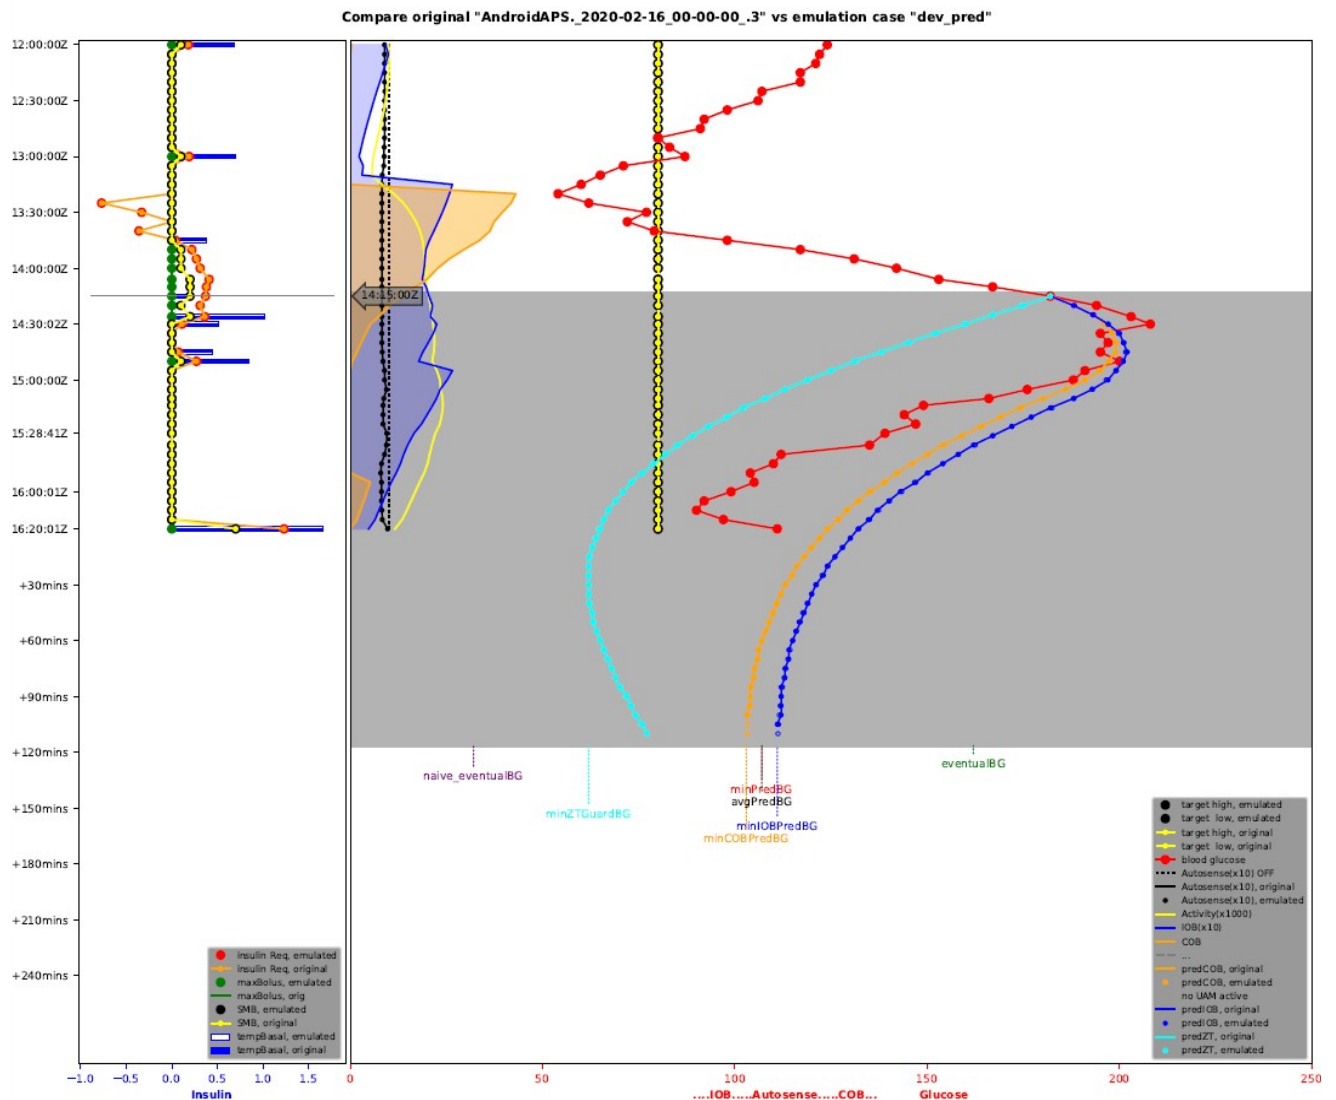 Compare original "AndroidAPS._2020-02-16_00-00-00_.3" vs emulation case "dev_pred"
12:00:00Z
12:30:00Z
13:00:00Z
13:30:00Z
14:00:00Z
14:15:00Z
14:30:02Z
15:00:00Z
15:28:41Z
16:00:01Z
16:20:01Z
+30mins
+60mins
+90mins
+120mins
+150mins
+180mins
+210mins
+240mins
naive_eventualBG
minZTGuardBG
minPredBG
avgPredBG
minIOBPredBG
minCOBPredBG
eventualBG
insulin Req, emulated
insulin Req, original
maxBolus, emulated
maxBolus, orig
SMB, emulated
SMB, original
tempBasal, emulated
tempBasal, original
target high, emulated
target  low, emulated
target high, original
target  low, original
blood glucose
Autosense(x10) OFF
Autosense(x10), original
Autosense(x10), emulated
Activity(x1000)
IOB(x10)
COB
...
predCOB, original
predCOB, emulated
no UAM active
predIOB, original
predIOB, emulated
predZT, original
predZT, emulated
−1.0 −0.5 0.0 0.5 1.0 1.5
Insulin
0 50 100 150 200 250
....IOB.....Autosense.....COB... Glucose